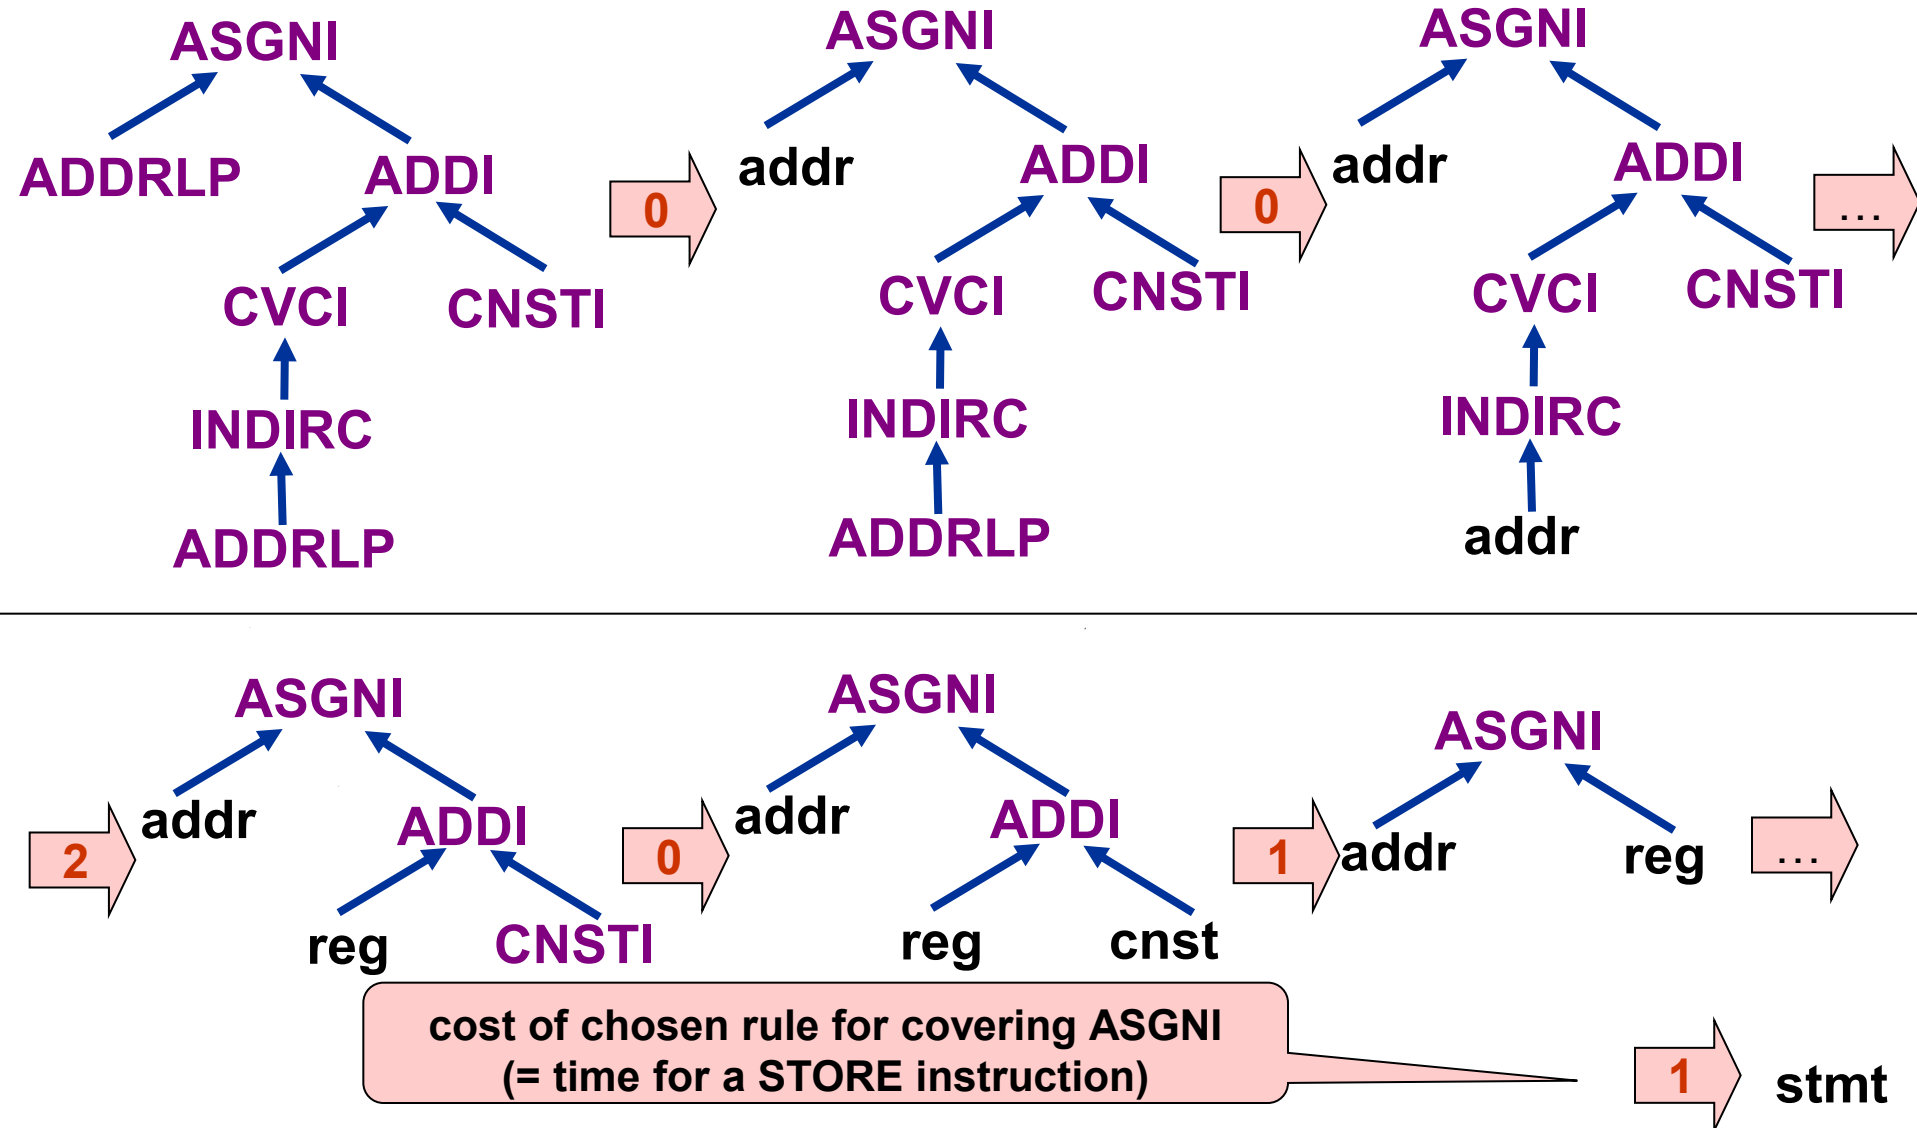 ASGNI
ADDRLP
ADDI
CVCI
CNSTI
INDIRC
ADDRLP
0
ASGNI
addr
ADDI
CVCI
CNSTI
INDIRC
ADDRLP
0
ASGNI
addr
ADDI
CVCI
CNSTI
INDIRC
addr
...
2
ASGNI
addr
ADDI
reg
CNSTI
0
ASGNI
addr
ADDI
reg
cnst
1
ASGNI
addr
reg
...
cost of chosen rule for covering ASGNI
(= time for a STORE instruction)
1
stmt